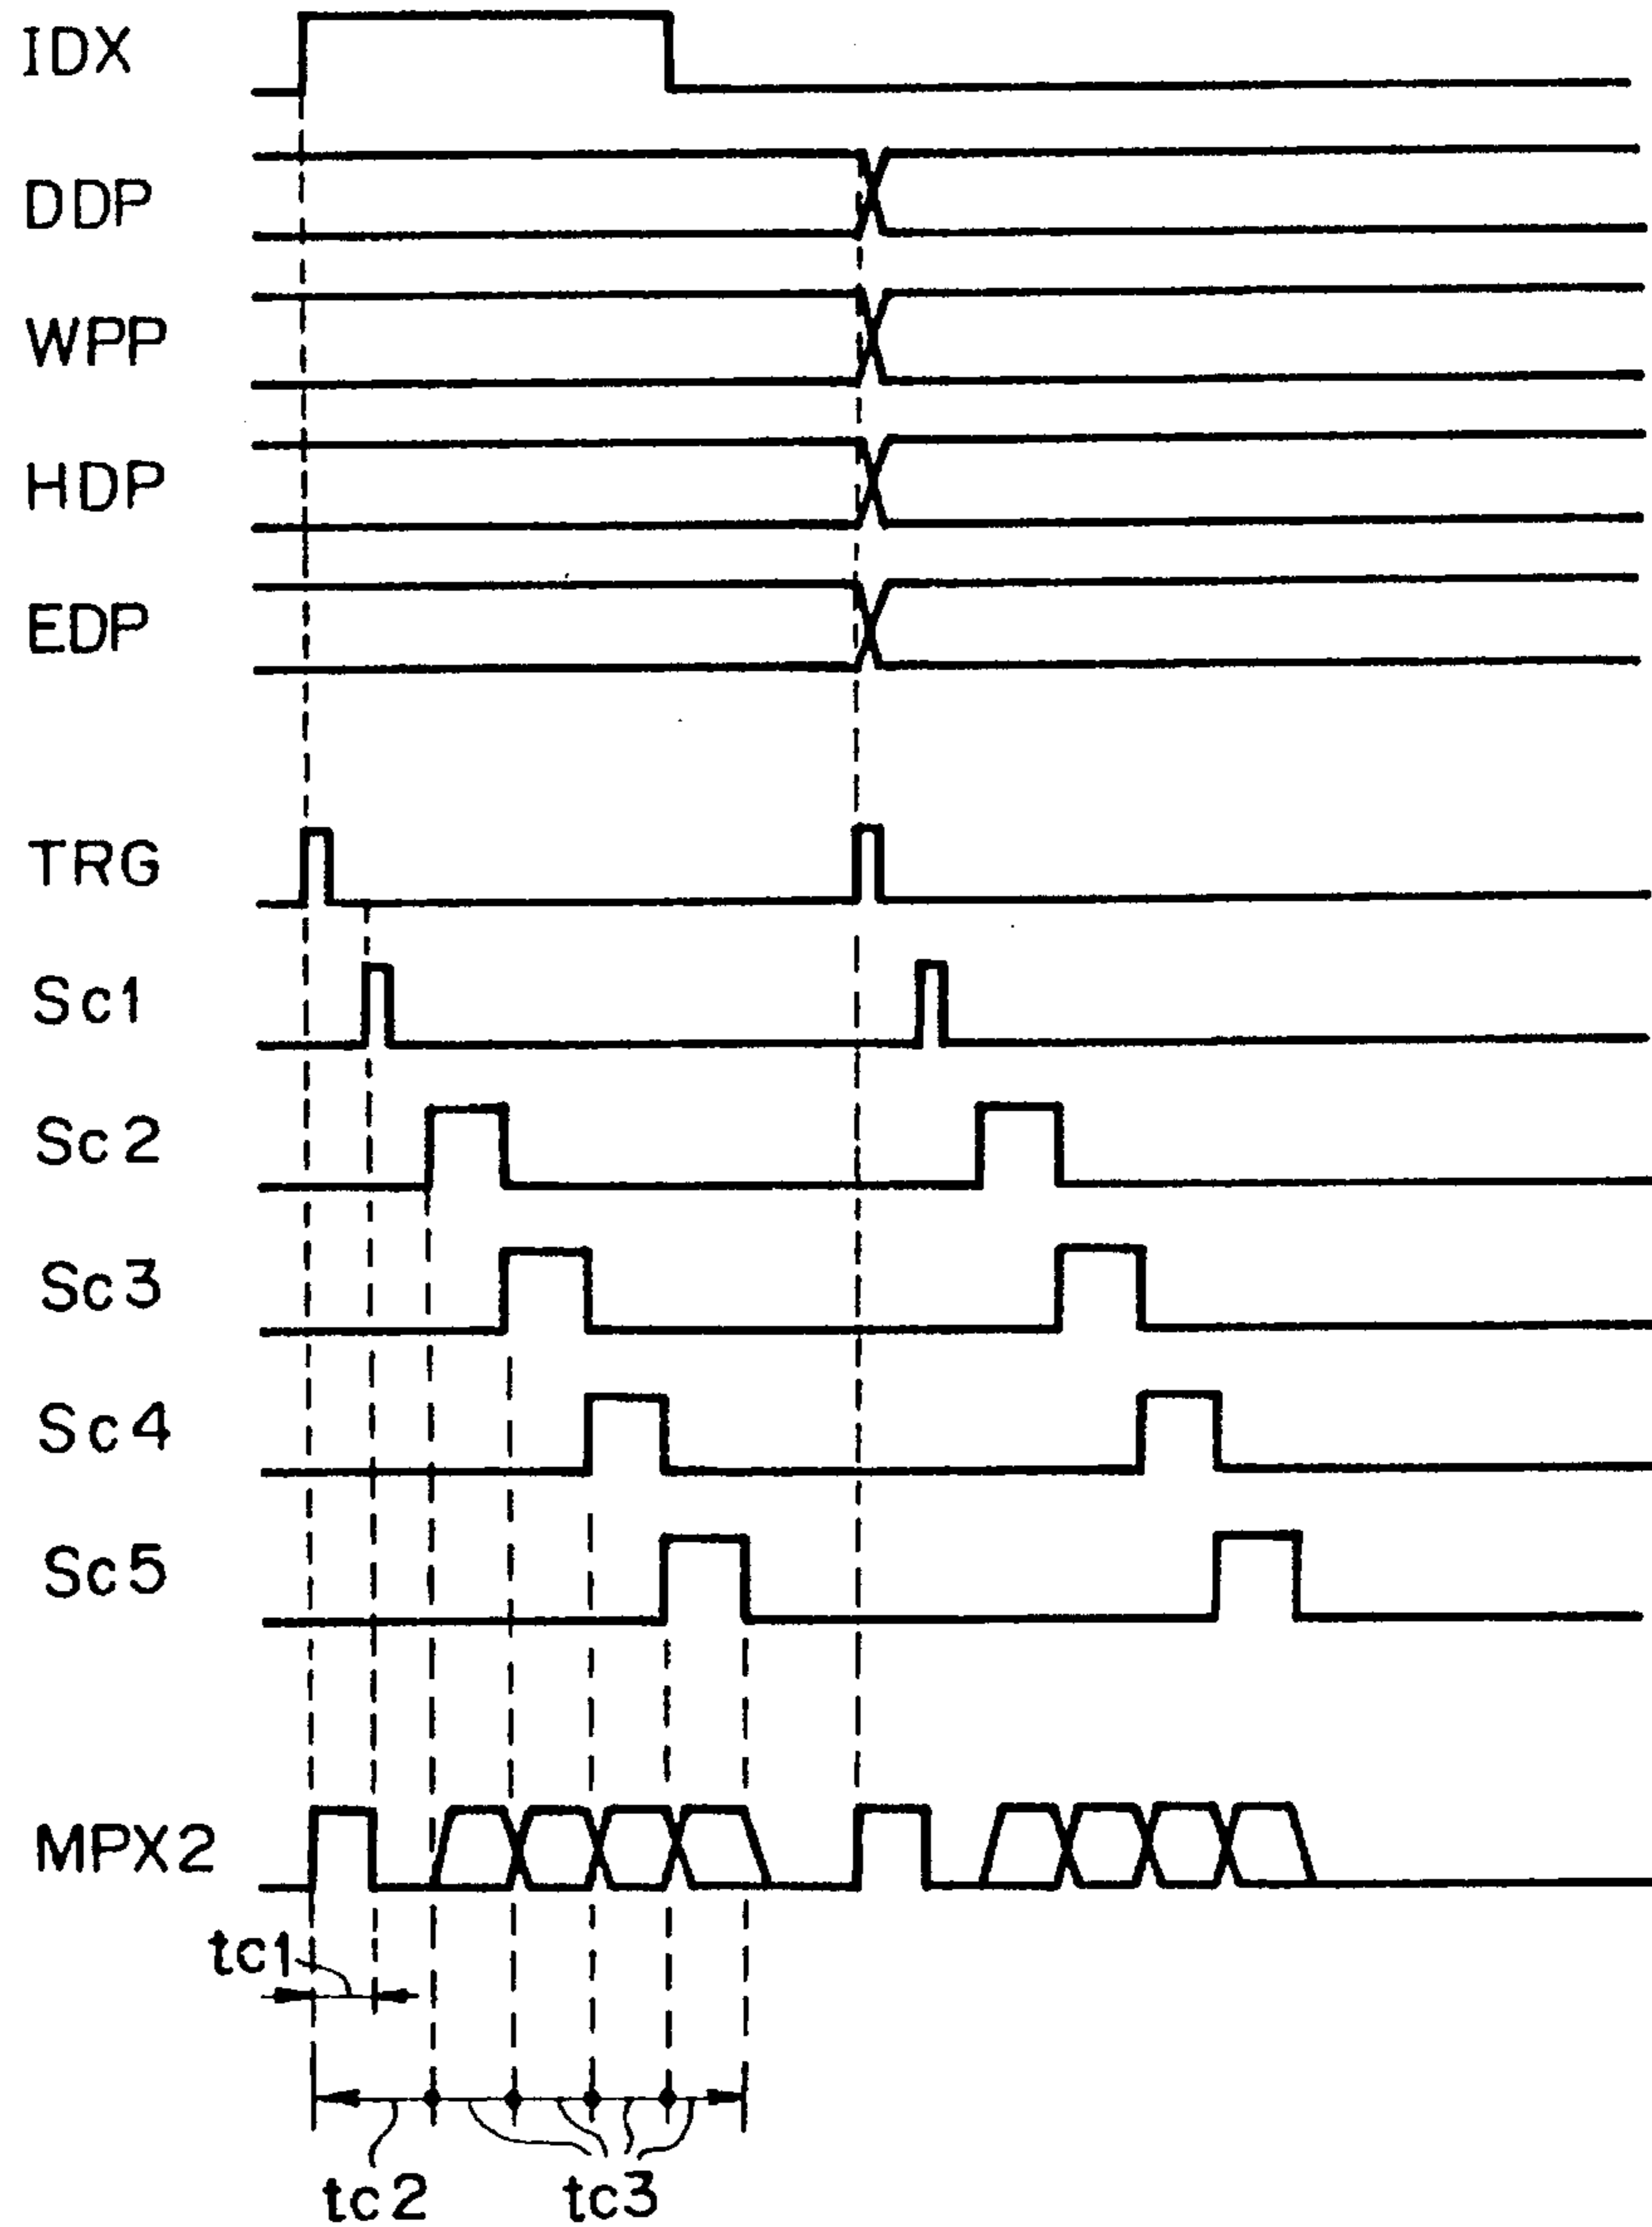 IDX
DDP
WPP
HDP
EDP
TRG
Sc1
Sc2
Sc3
Sc4
Sc5
MPX2
tc1
tc2 tc3